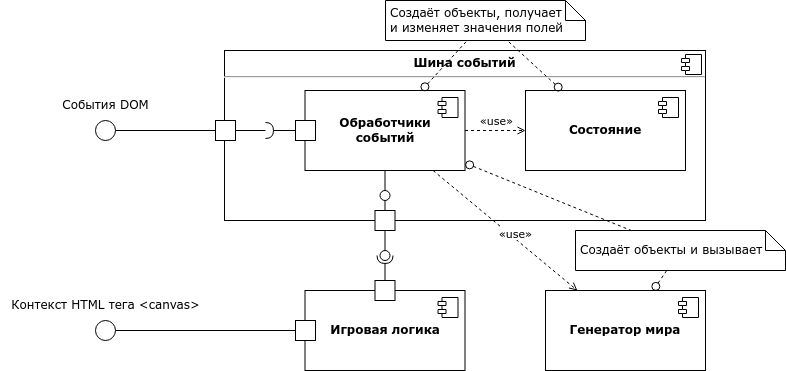 Создаёт объекты, получает
и изменяет значения полей
Шина событий
События DOM
Обработчики
событий
«use»
Состояние
«use»
Создаёт объекты и вызывает
Контекст HTML тега <canvas>
Игровая логика
Генератор мира